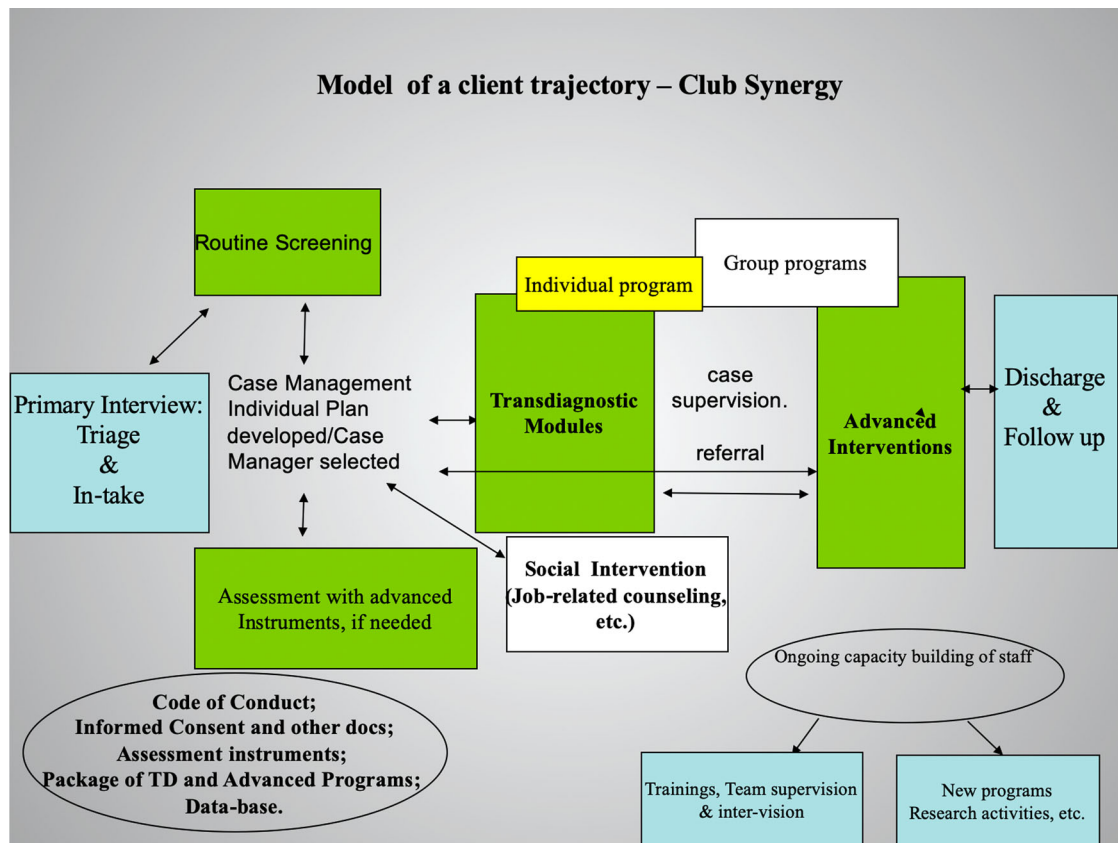 Model of a client trajectory – Club Synergy
Routine Screening
Group programs
Individual program
Primary Interview:
Triage
&
In-take
Case Management
Individual Plan
developed/Case
Manager selected
Transdiagnostic
Modules
case
supervision.
referral
Advanced
Interventions
Discharge
&
Follow up
Assessment with advanced
Instruments, if needed
Social Intervention
(Job-related counseling,
etc.)
Code of Conduct;
Informed Consent and other docs;
Assessment instruments;
Package of TD and Advanced Programs;
Data-base.
Ongoing capacity building of staff
Trainings, Team supervision
& inter-vision
New programs
Research activities, etc.